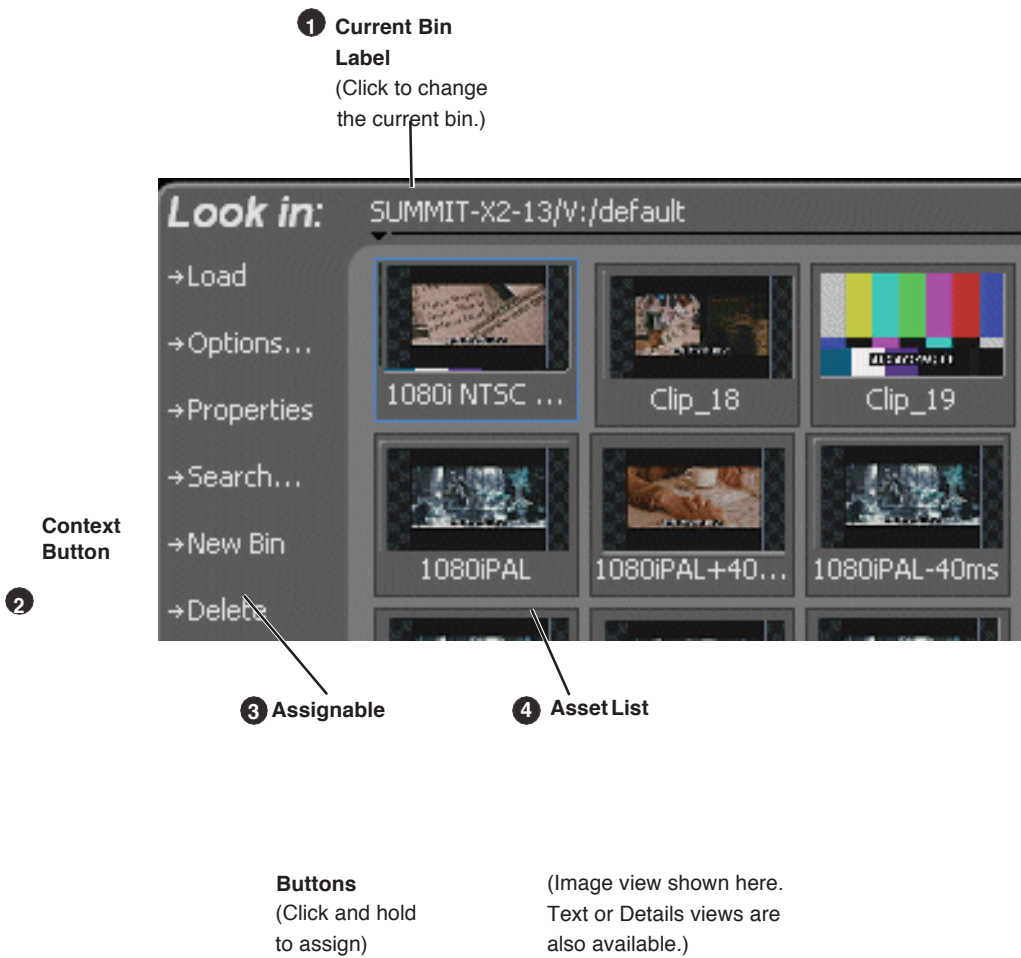 1 Current Bin
Label
(Click to change
the current bin.)
Look in: SUMMIT-X2-13/V:/default
→Load
→Options...
→Properties
→Search...
→New Bin
→Delete
1080i NTSC ...
Clip_18
Clip_19
1080iPAL
1080iPAL+40...
1080iPAL-40ms
Context
Button
2
3 Assignable
4 Asset List
Buttons
(Click and hold
to assign)
(Image view shown here.
Text or Details views are
also available.)